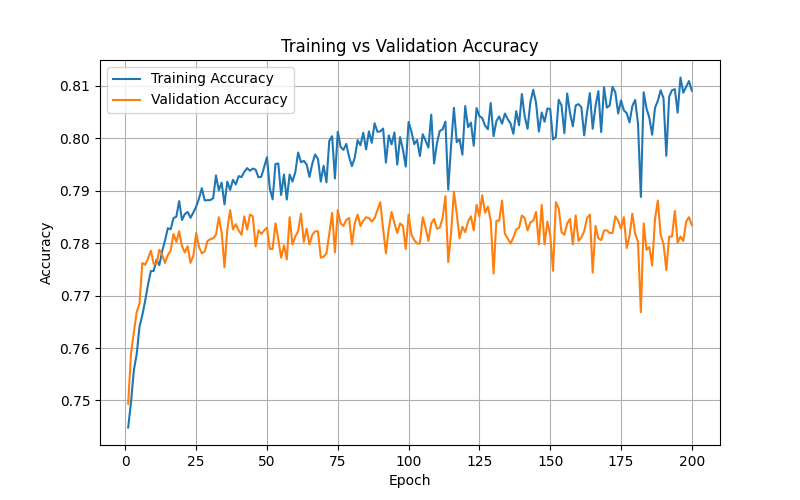 Training vs Validation Accuracy
Training Accuracy
Validation Accuracy
0.81
0.80
0.79
0.78
0.77
0.76
0.75
Accuracy
0 25 50 75 100 125 150 175 200
Epoch